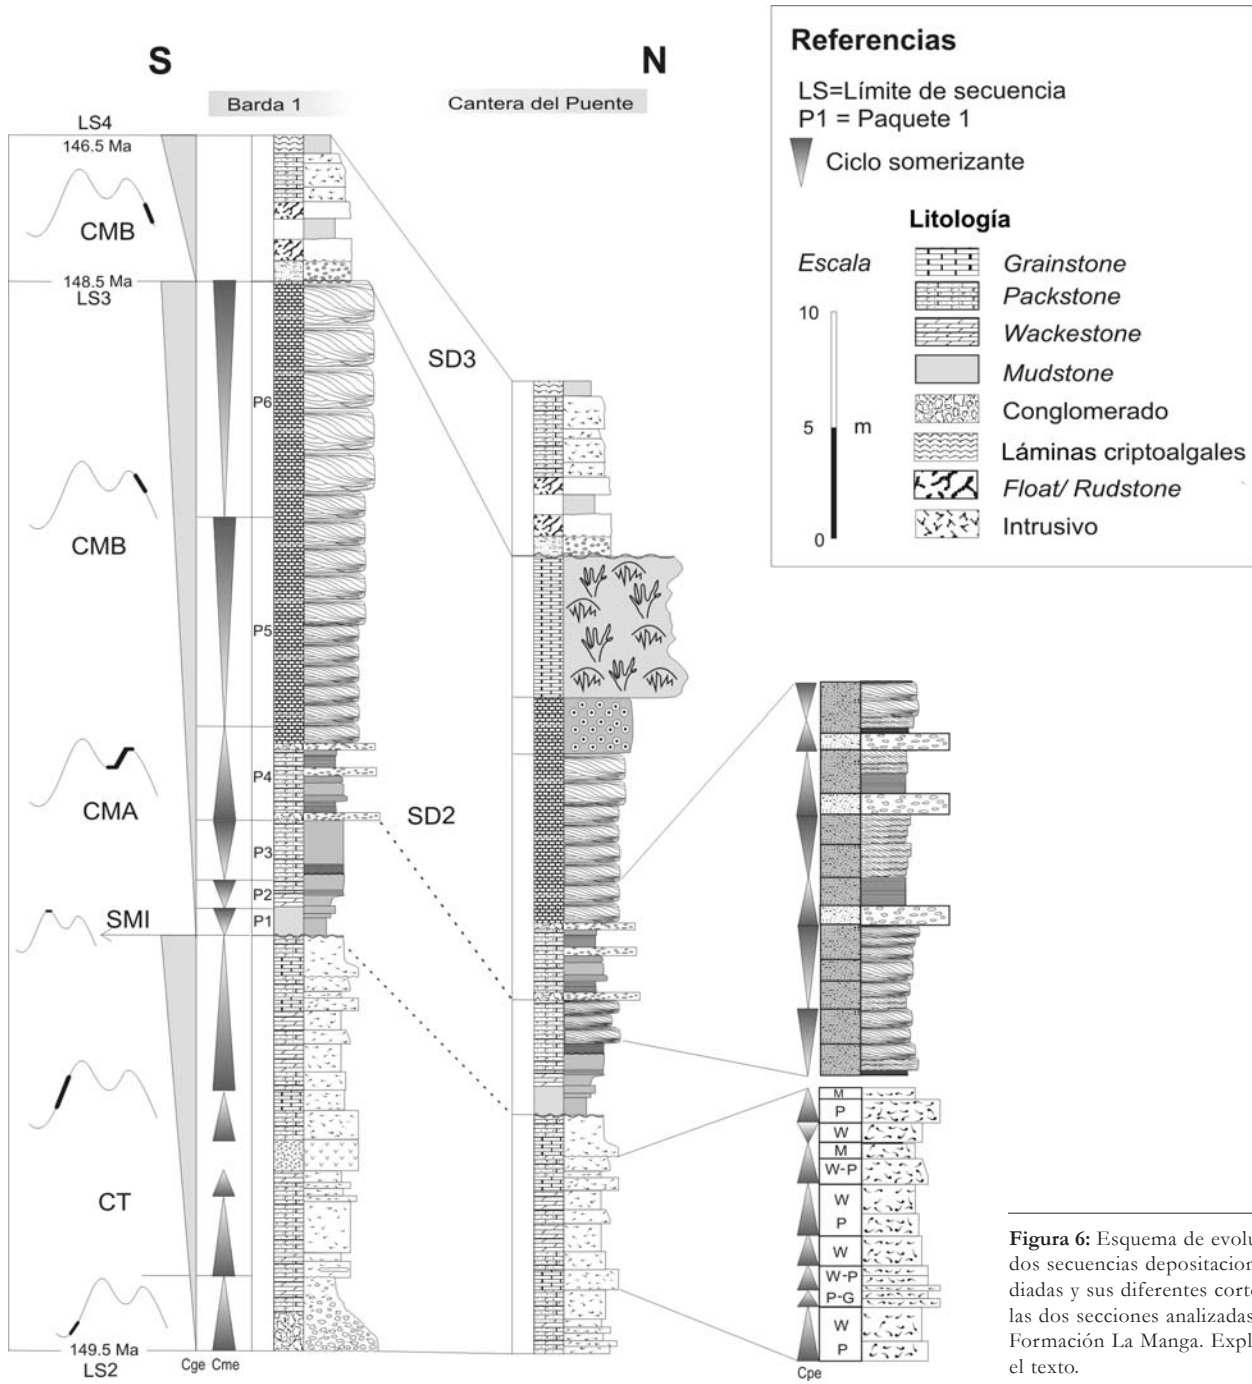 S
N
Barda 1
Cantera del Puente
LS4
146.5 Ma
CMB
148.5 Ma
LS3
CMB
CMA
SMI
CT
149.5 Ma
LS2
Cge
Cme
P6
P5
P4
P3
P2
P1
SD3
SD2
M
P
W
M
W-P
W
P
W
W-P
P-G
W
P
Cpe
Referencias
LS=Límite de secuencia
P1 = Paquete 1
Ciclo somerizante
Litología
Escala
10
5
m
0
Grainstone
Packstone
Wackestone
Mudstone
Conglomerado
Láminas criptoalgales
Float/ Rudstone
Intrusivo
Figura 6: Esquema de evolu
dos secuencias depositacion
diadas y sus diferentes corte
las dos secciones analizadas
Formación La Manga. Expl
el texto.